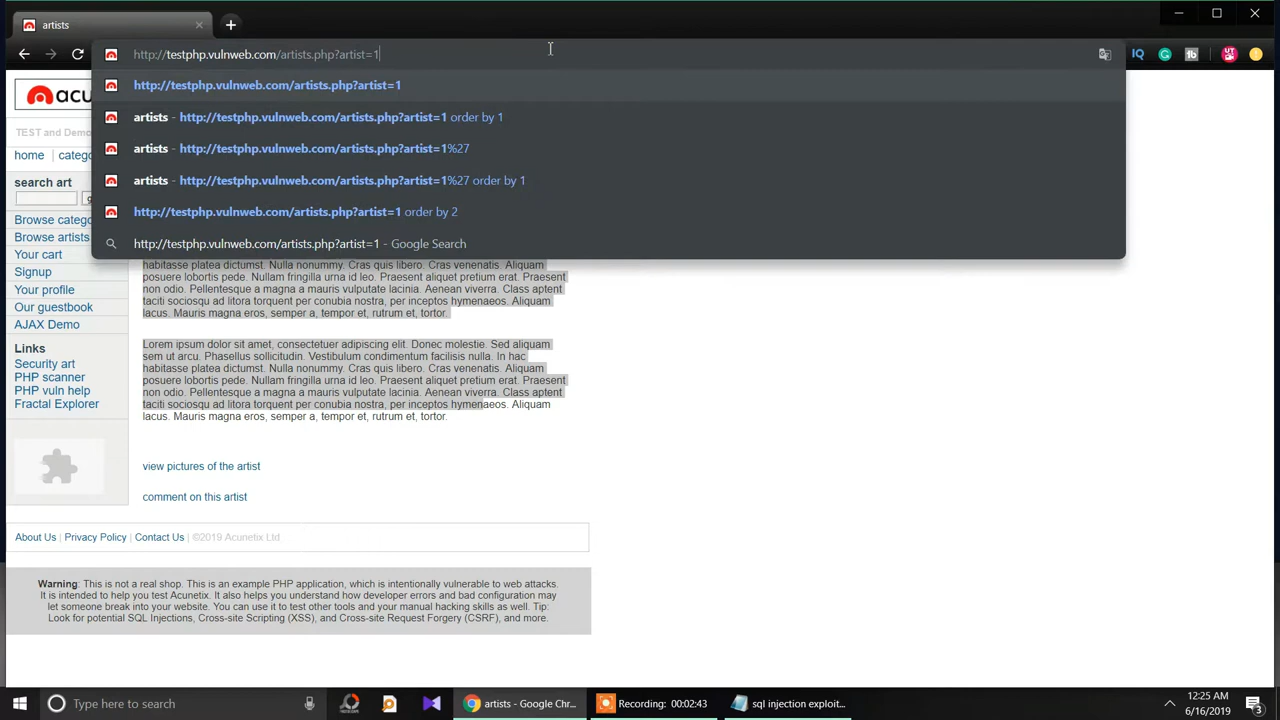 artists
http://testphp.vulnweb.com/artists.php?artist=1
http://testphp.vulnweb.com/artists.php?artist=1
artists - http://testphp.vulnweb.com/artists.php?artist=1 order by 1
artists - http://testphp.vulnweb.com/artists.php?artist=1%27
artists - http://testphp.vulnweb.com/artists.php?artist=1%27 order by 1
http://testphp.vulnweb.com/artists.php?artist=1 order by 2
http://testphp.vulnweb.com/artists.php?artist=1 - Google Search
IQ
UT
acu
TEST and Demo
home | catego
search art
g
Browse catego
Browse artists
Your cart
Signup
Your profile
Our guestbook
AJAX Demo
Links
Security art
PHP scanner
PHP vuln help
Fractal Explorer
habitasse platea dictumst. Nulla nonummy. Cras quis libero. Cras venenatis. Aliquam
posuere lobortis pede. Nullam fringilla urna id leo. Praesent aliquet pretium erat. Praesent
non odio. Pellentesque a magna a mauris vulputate lacinia. Aenean viverra. Class aptent
taciti sociosqu ad litora torquent per conubia nostra, per inceptos hymenaeos. Aliquam
lacus. Mauris magna eros, semper a, tempor et, rutrum et, tortor.
Lorem ipsum dolor sit amet, consectetuer adipiscing elit. Donec molestie. Sed aliquam
sem ut arcu. Phasellus sollicitudin. Vestibulum condimentum facilisis nulla. In hac
habitasse platea dictumst. Nulla nonummy. Cras quis libero. Cras venenatis. Aliquam
posuere lobortis pede. Nullam fringilla urna id leo. Praesent aliquet pretium erat. Praesent
non odio. Pellentesque a magna a mauris vulputate lacinia. Aenean viverra. Class aptent
taciti sociosqu ad litora torquent per conubia nostra, per inceptos hymenaeos. Aliquam
lacus. Mauris magna eros, semper a, tempor et, rutrum et, tortor.
view pictures of the artist
comment on this artist
About Us | Privacy Policy | Contact Us | ©2019 Acunetix Ltd
Warning: This is not a real shop. This is an example PHP application, which is intentionally vulnerable to web attacks.
It is intended to help you test Acunetix. It also helps you understand how developer errors and bad configuration may
let someone break into your website. You can use it to test other tools and your manual hacking skills as well. Tip:
Look for potential SQL Injections, Cross-site Scripting (XSS), and Cross-site Request Forgery (CSRF), and more.
Type here to search
artists - Google Chr...
Recording: 00:02:43
sql injection exploit...
12:25 AM
6/16/2019
3